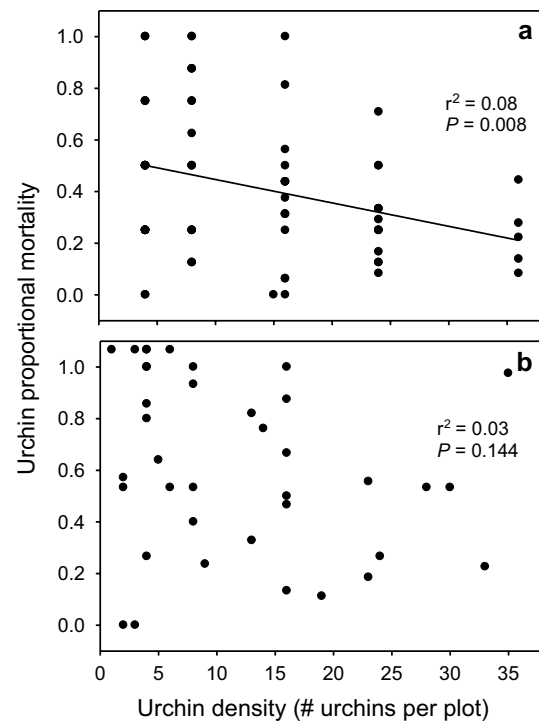 a
1.0
0.8
0.6
0.4
0.2
0.0
r² = 0.08
P = 0.008
Urchin proportional mortality
b
1.0
0.8
0.6
0.4
0.2
0.0
r² = 0.03
P = 0.144
0 5 10 15 20 25 30 35
Urchin density (# urchins per plot)